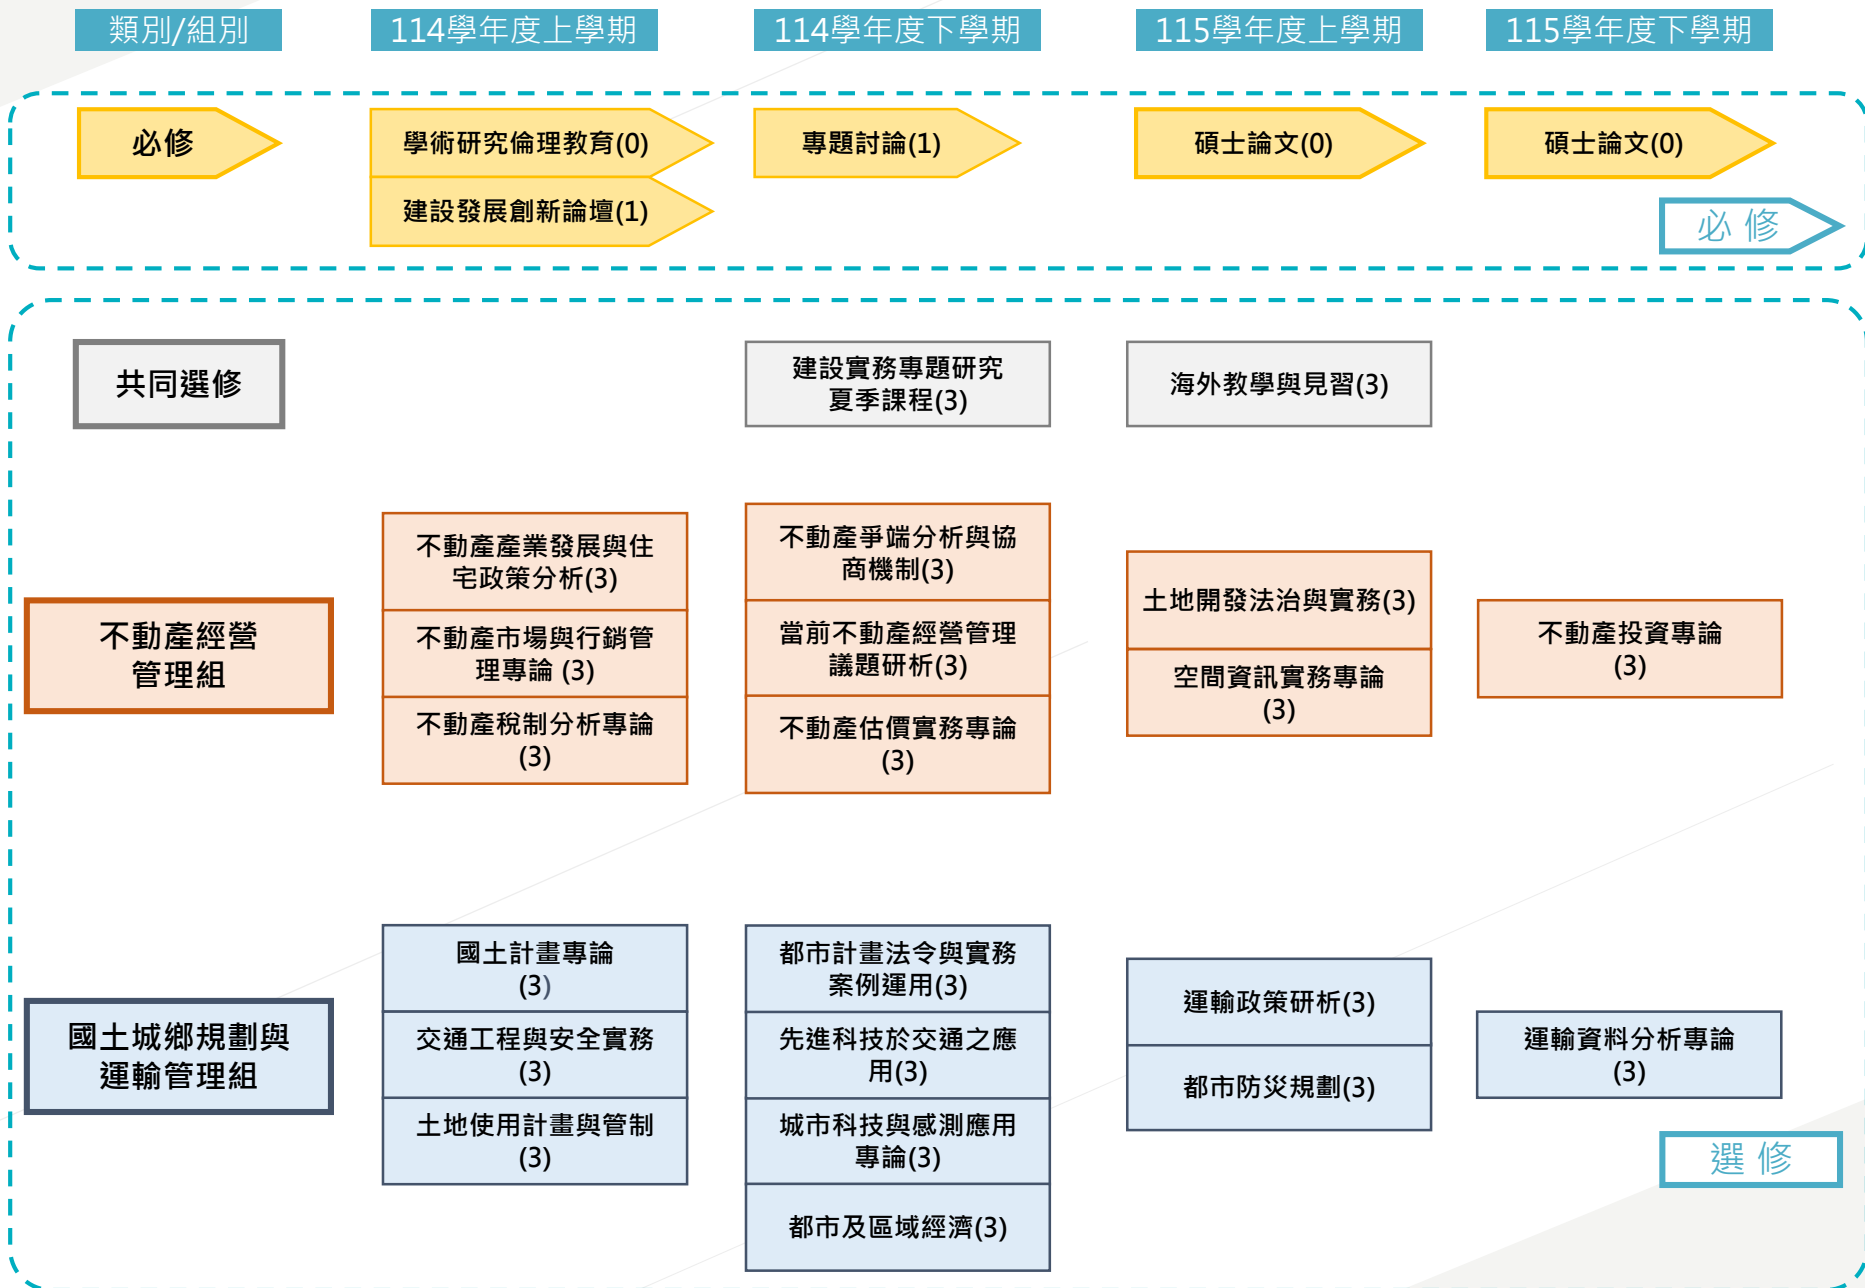 類別/組別
114學年度上學期
114學年度下學期
115學年度上學期
115學年度下學期
必修
學術研究倫理教育(0)
專題討論(1)
碩士論文(0)
碩士論文(0)
建設發展創新論壇(1)
必修
共同選修
建設實務專題研究
夏季課程(3)
海外教學與見習(3)
不動產經營
管理組
不動產產業發展與住
宅政策分析(3)
不動產市場與行銷管
理專論 (3)
不動產稅制分析專論
(3)
不動產爭端分析與協
商機制(3)
當前不動產經營管理
議題研析(3)
不動產估價實務專論
(3)
土地開發法治與實務(3)
空間資訊實務專論
(3)
不動產投資專論
(3)
國土城鄉規劃與
運輸管理組
國土計畫專論
(3)
交通工程與安全實務
(3)
土地使用計畫與管制
(3)
都市計畫法令與實務
案例運用(3)
先進科技於交通之應
用(3)
城市科技與感測應用
專論(3)
都市及區域經濟(3)
運輸政策研析(3)
都市防災規劃(3)
運輸資料分析專論
(3)
選修